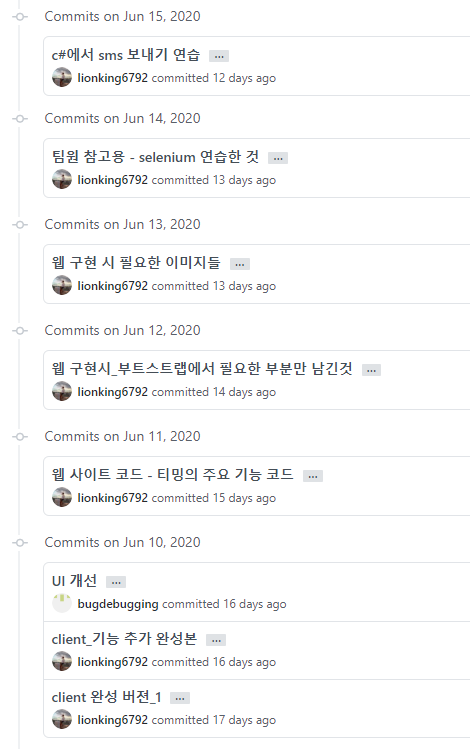 Commits on Jun 15, 2020
c#에서 sms 보내기 연습 ...
lionking6792 committed 12 days ago
Commits on Jun 14, 2020
팀원 참고용 - selenium 연습한 것 ...
lionking6792 committed 13 days ago
Commits on Jun 13, 2020
웹 구현 시 필요한 이미지들 ...
lionking6792 committed 13 days ago
Commits on Jun 12, 2020
웹 구현시_부트스트랩에서 필요한 부분만 남긴것 ...
lionking6792 committed 14 days ago
Commits on Jun 11, 2020
웹 사이트 코드 - 티밍의 주요 기능 코드 ...
lionking6792 committed 15 days ago
Commits on Jun 10, 2020
UI 개선 ...
bugdebugging committed 16 days ago
client_기능 추가 완성본 ...
lionking6792 committed 16 days ago
client 완성 버젼_1 ...
lionking6792 committed 17 days ago